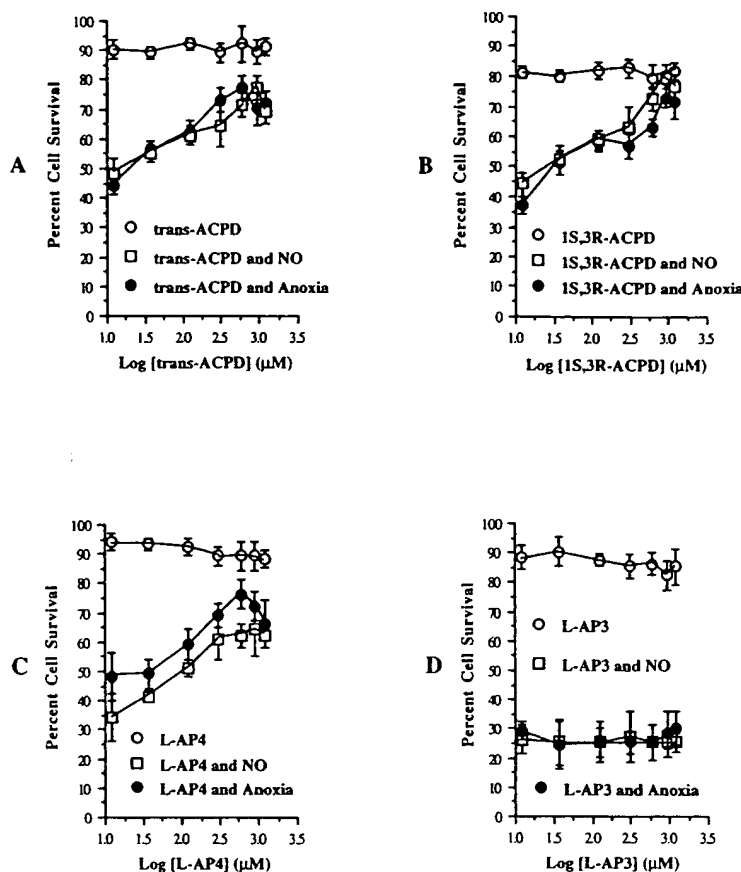 A
Percent Cell Survival
100
90
80
70
60
50
40
30
20
10
0
trans-ACPD
trans-ACPD and NO
trans-ACPD and Anoxia
1.0 1.5 2.0 2.5 3.0 3.5
Log [trans-ACPD] (μM)
B
Percent Cell Survival
100
90
80
70
60
50
40
30
20
10
0
1S,3R-ACPD
1S,3R-ACPD and NO
1S,3R-ACPD and Anoxia
1.0 1.5 2.0 2.5 3.0 3.5
Log [1S,3R-ACPD] (μM)
C
Percent Cell Survival
100
90
80
70
60
50
40
30
20
10
0
L-AP4
L-AP4 and NO
L-AP4 and Anoxia
1.0 1.5 2.0 2.5 3.0 3.5
Log [L-AP4] (μM)
D
Percent Cell Survival
100
90
80
70
60
50
40
30
20
10
0
L-AP3
L-AP3 and NO
L-AP3 and Anoxia
1.0 1.5 2.0 2.5 3.0 3.5
Log [L-AP3] (μM)